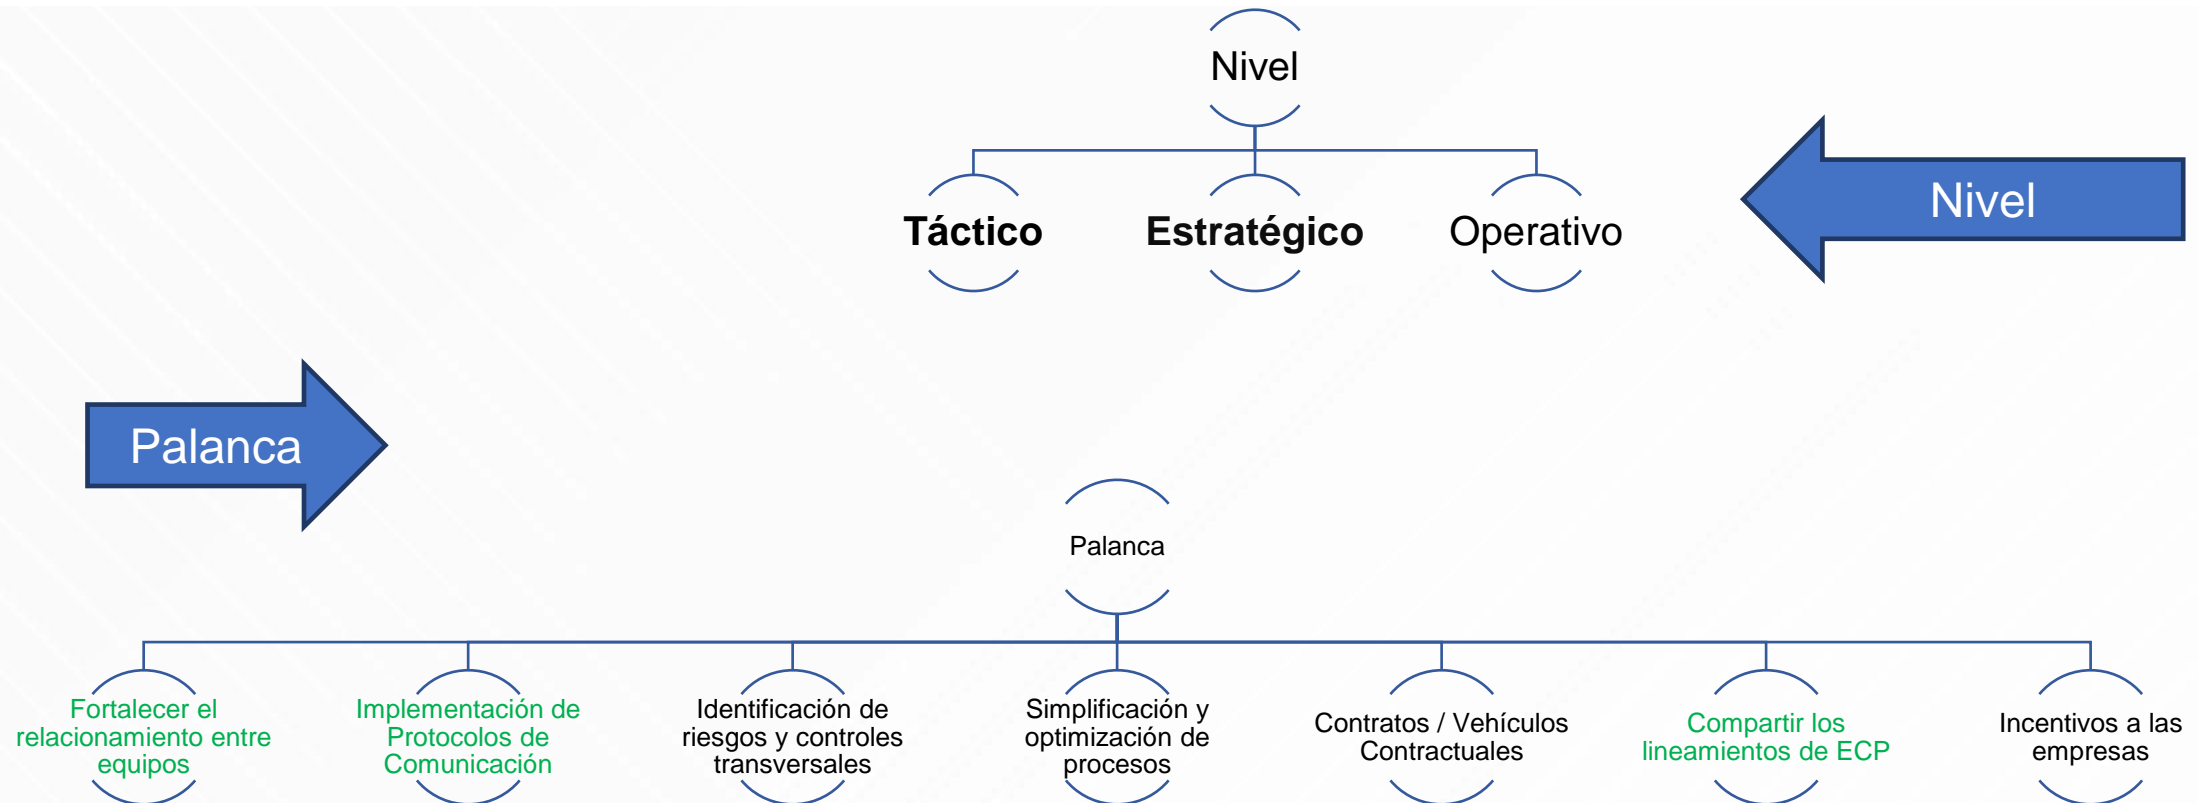 Nivel
Táctico
Estratégico
Operativo
Nivel
Palanca
Palanca
Fortalecer el
relacionamiento entre
equipos
Implementación de
Protocolos de
Comunicación
Identificación de
riesgos y controles
transversales
Simplificación y
optimización de
procesos
Contratos / Vehículos
Contractuales
Compartir los
lineamientos de ECP
Incentivos a las
empresas